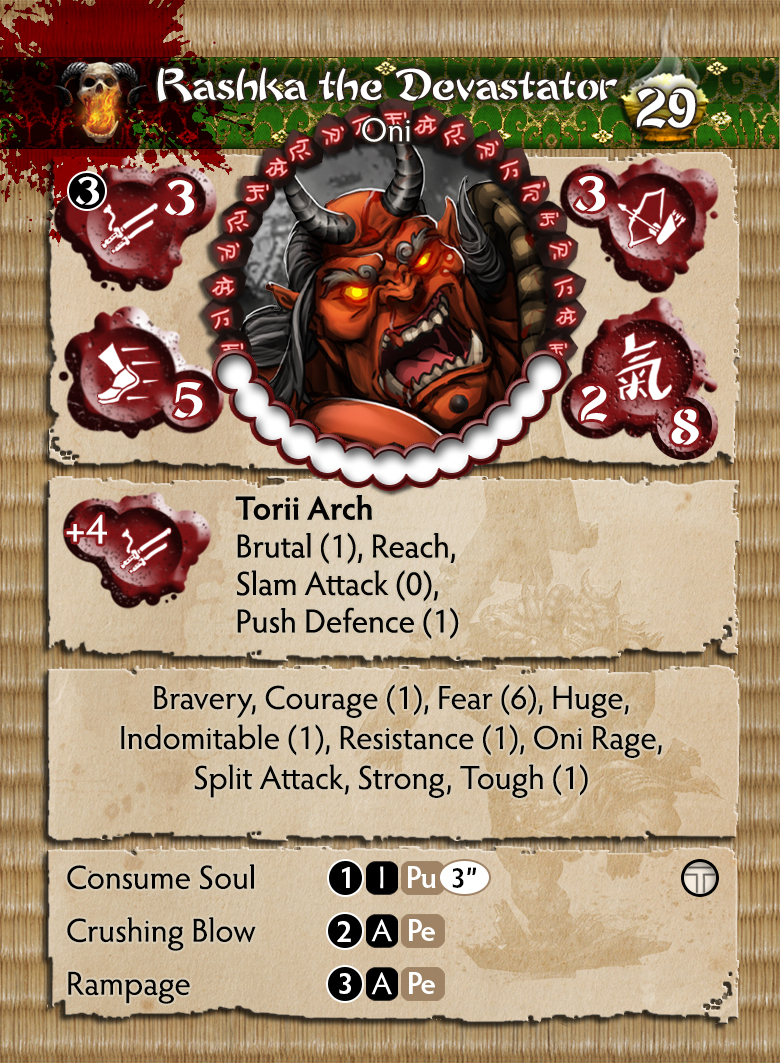 Rashka the Devastator
29
Oni
3 3
3
5
氣
2 8
+4
Torii Arch
Brutal (1), Reach,
Slam Attack (0),
Push Defence (1)
Bravery, Courage (1), Fear (6), Huge,
Indomitable (1), Resistance (1), Oni Rage,
Split Attack, Strong, Tough (1)
Consume Soul 1 I Pu 3"
Crushing Blow 2 A Pe
Rampage 3 A Pe